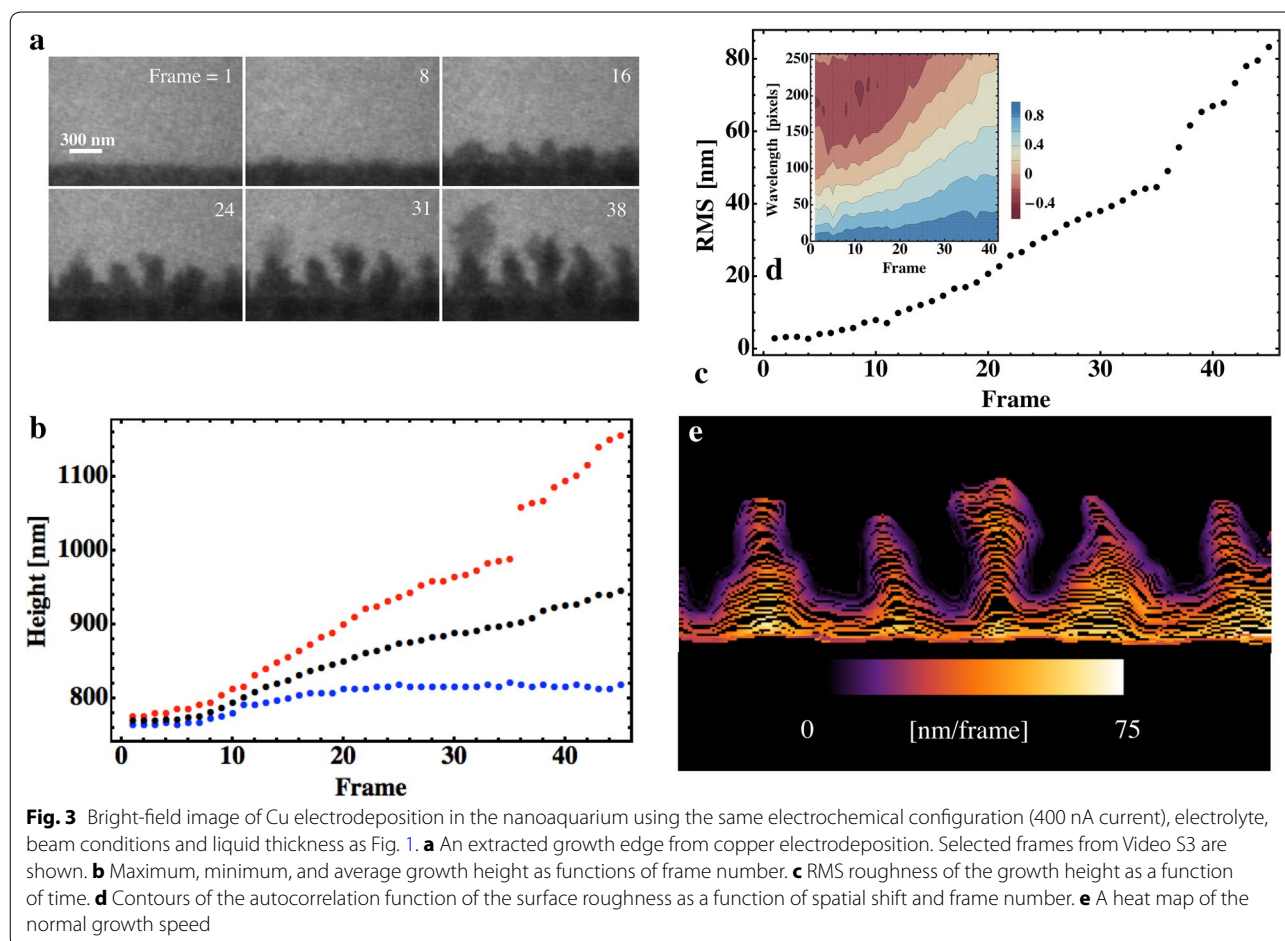 a
Frame = 1
8
16
300 nm
24
31
38
80
60
40
20
0
RMS [nm]
0
10
20
30
40
Frame
c
250
200
150
100
50
0
Wavelength [pixels]
0
10
20
30
40
Frame
d
0.8
0.4
0
−0.4
b
1100
1000
900
800
Height [nm]
0
10
20
30
40
Frame
e
0
[nm/frame]
75
Fig. 3 Bright-field image of Cu electrodeposition in the nanoaquarium using the same electrochemical configuration (400 nA current), electrolyte,
beam conditions and liquid thickness as Fig. 1. a An extracted growth edge from copper electrodeposition. Selected frames from Video S3 are
shown. b Maximum, minimum, and average growth height as functions of frame number. c RMS roughness of the growth height as a function
of time. d Contours of the autocorrelation function of the surface roughness as a function of spatial shift and frame number. e A heat map of the
normal growth speed